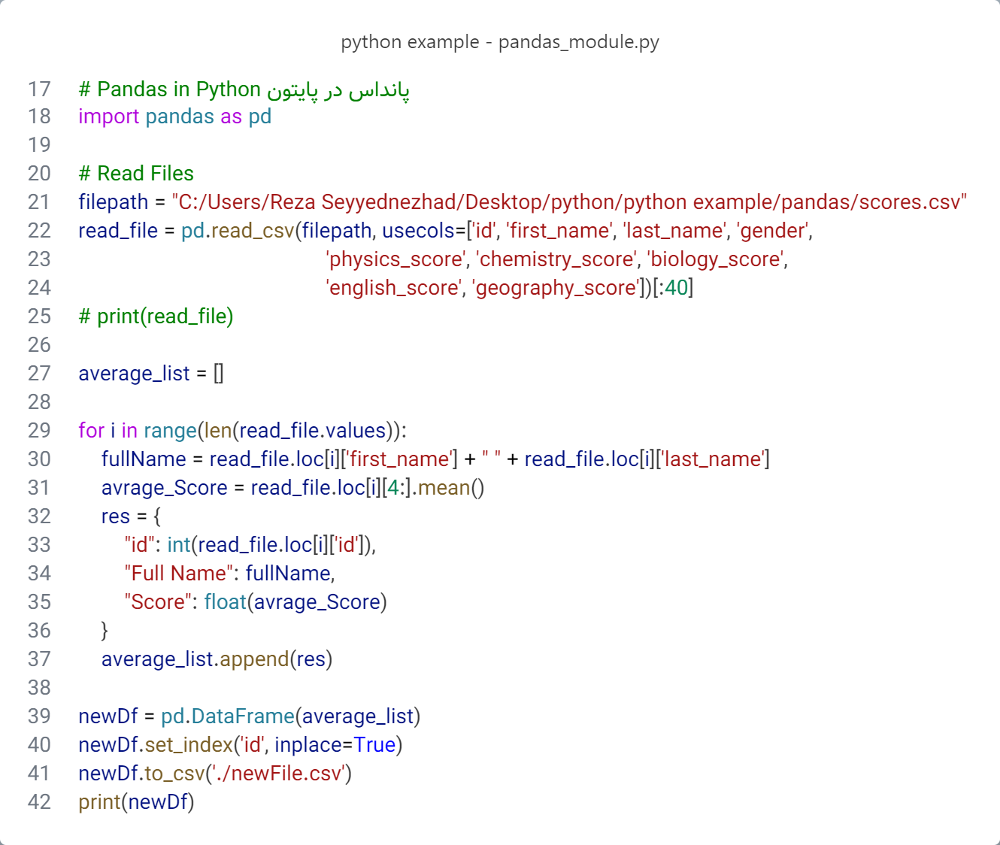 python example - pandas_module.py
17 # Pandas in Python پانداس در پایتون
18 import pandas as pd
19
20 # Read Files
21 filepath = "C:/Users/Reza Seyyednezhad/Desktop/python/python example/pandas/scores.csv"
22 read_file = pd.read_csv(filepath, usecols=['id', 'first_name', 'last_name', 'gender',
23 'physics_score', 'chemistry_score', 'biology_score',
24 'english_score', 'geography_score'])[:40]
25 # print(read_file)
26
27 average_list = []
28
29 for i in range(len(read_file.values)):
30     fullName = read_file.loc[i]['first_name'] + " " + read_file.loc[i]['last_name']
31     avrage_Score = read_file.loc[i][4:].mean()
32     res = {
33         "id": int(read_file.loc[i]['id']),
34         "Full Name": fullName,
35         "Score": float(avrage_Score)
36     }
37     average_list.append(res)
38
39 newDf = pd.DataFrame(average_list)
40 newDf.set_index('id', inplace=True)
41 newDf.to_csv('./newFile.csv')
42 print(newDf)